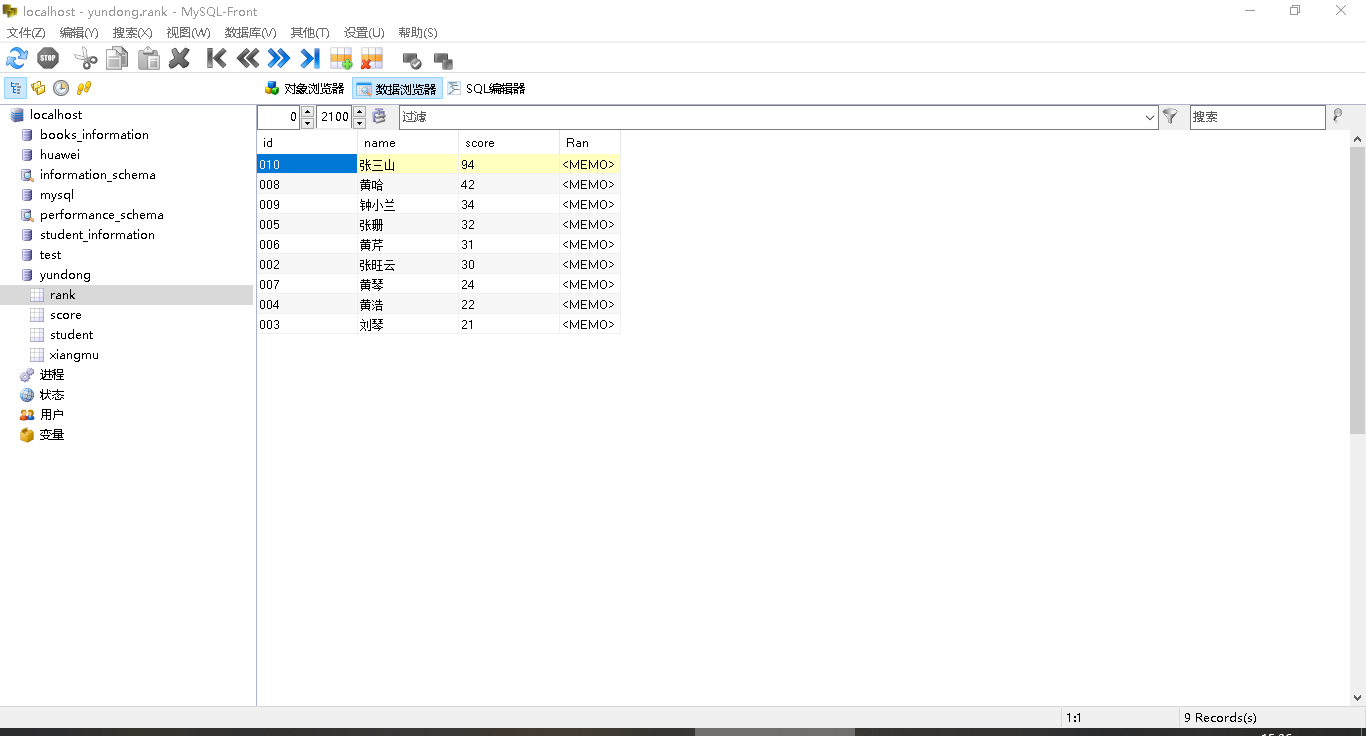 localhost - yundong.rank - MySQL-Front
文件(Z) 编辑(Y) 搜索(X) 视图(W) 数据库(V) 其他(T) 设置(U) 帮助(S)
STOP
对象浏览器 数据浏览器 SQL编辑器
0 2100 过滤 搜索
localhost
books_information
huawei
information_schema
mysql
performance_schema
student_information
test
yundong
rank
score
student
xiangmu
进程
状态
用户
变量
id name score Ran
010 张三山 94 <MEMO>
008 黄哈 42 <MEMO>
009 钟小兰 34 <MEMO>
005 张珊 32 <MEMO>
006 黄芹 31 <MEMO>
002 张旺云 30 <MEMO>
007 黄琴 24 <MEMO>
004 黄浩 22 <MEMO>
003 刘琴 21 <MEMO>
1:1 9 Records(s)